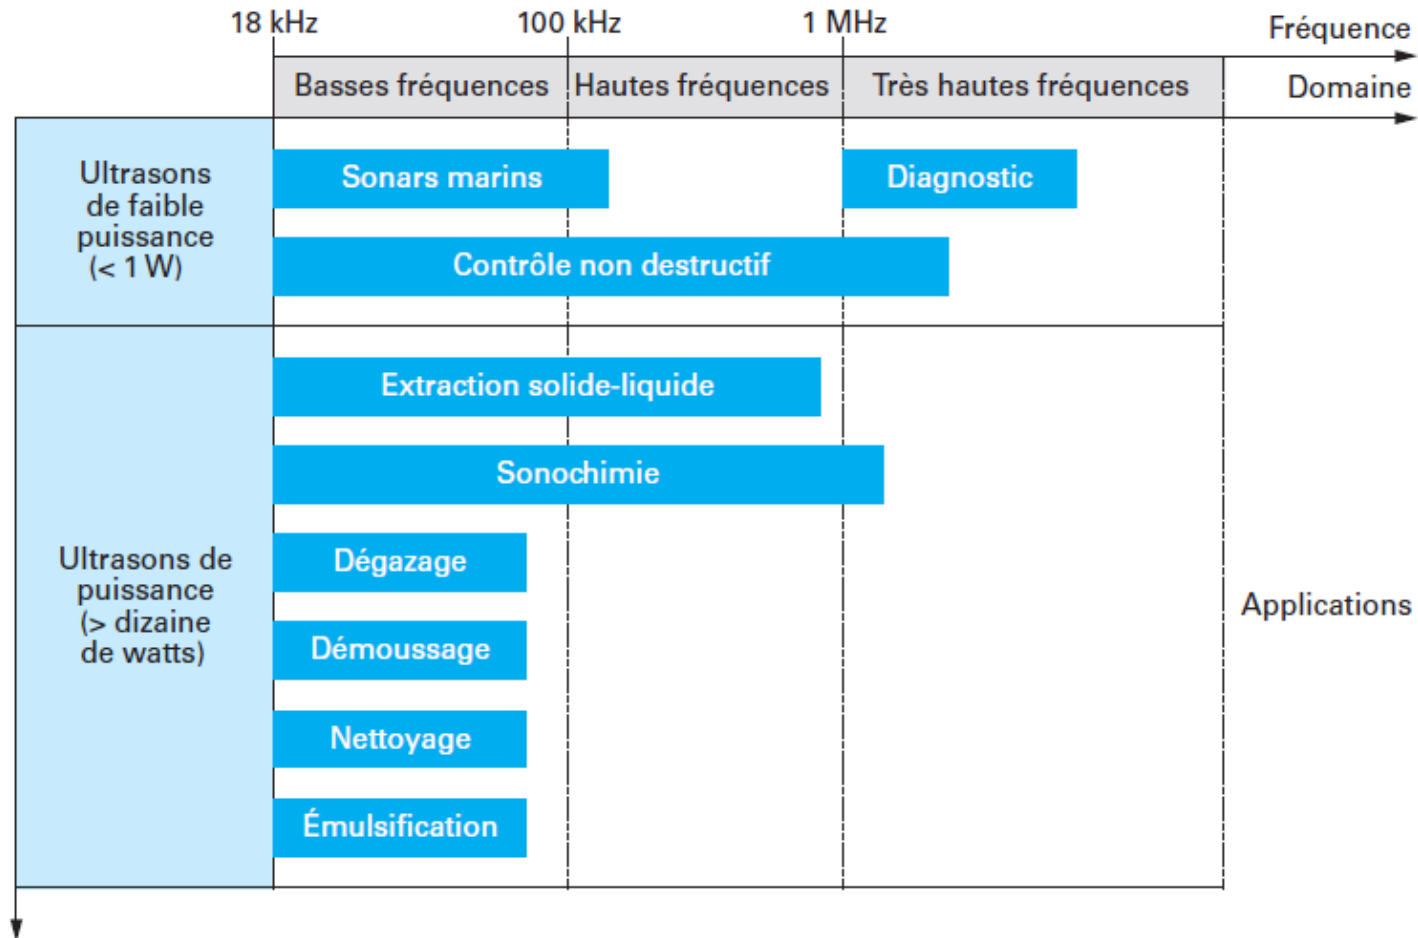 18 kHz
100 kHz
1 MHz
Fréquence
Basses fréquences
Hautes fréquences
Très hautes fréquences
Domaine
Ultrasons
de faible
puissance
(< 1 W)
Sonars marins
Diagnostic
Contrôle non destructif
Ultrasons de
puissance
(> dizaine
de watts)
Extraction solide-liquide
Sonochimie
Dégazage
Démoussage
Nettoyage
Émulsification
Applications